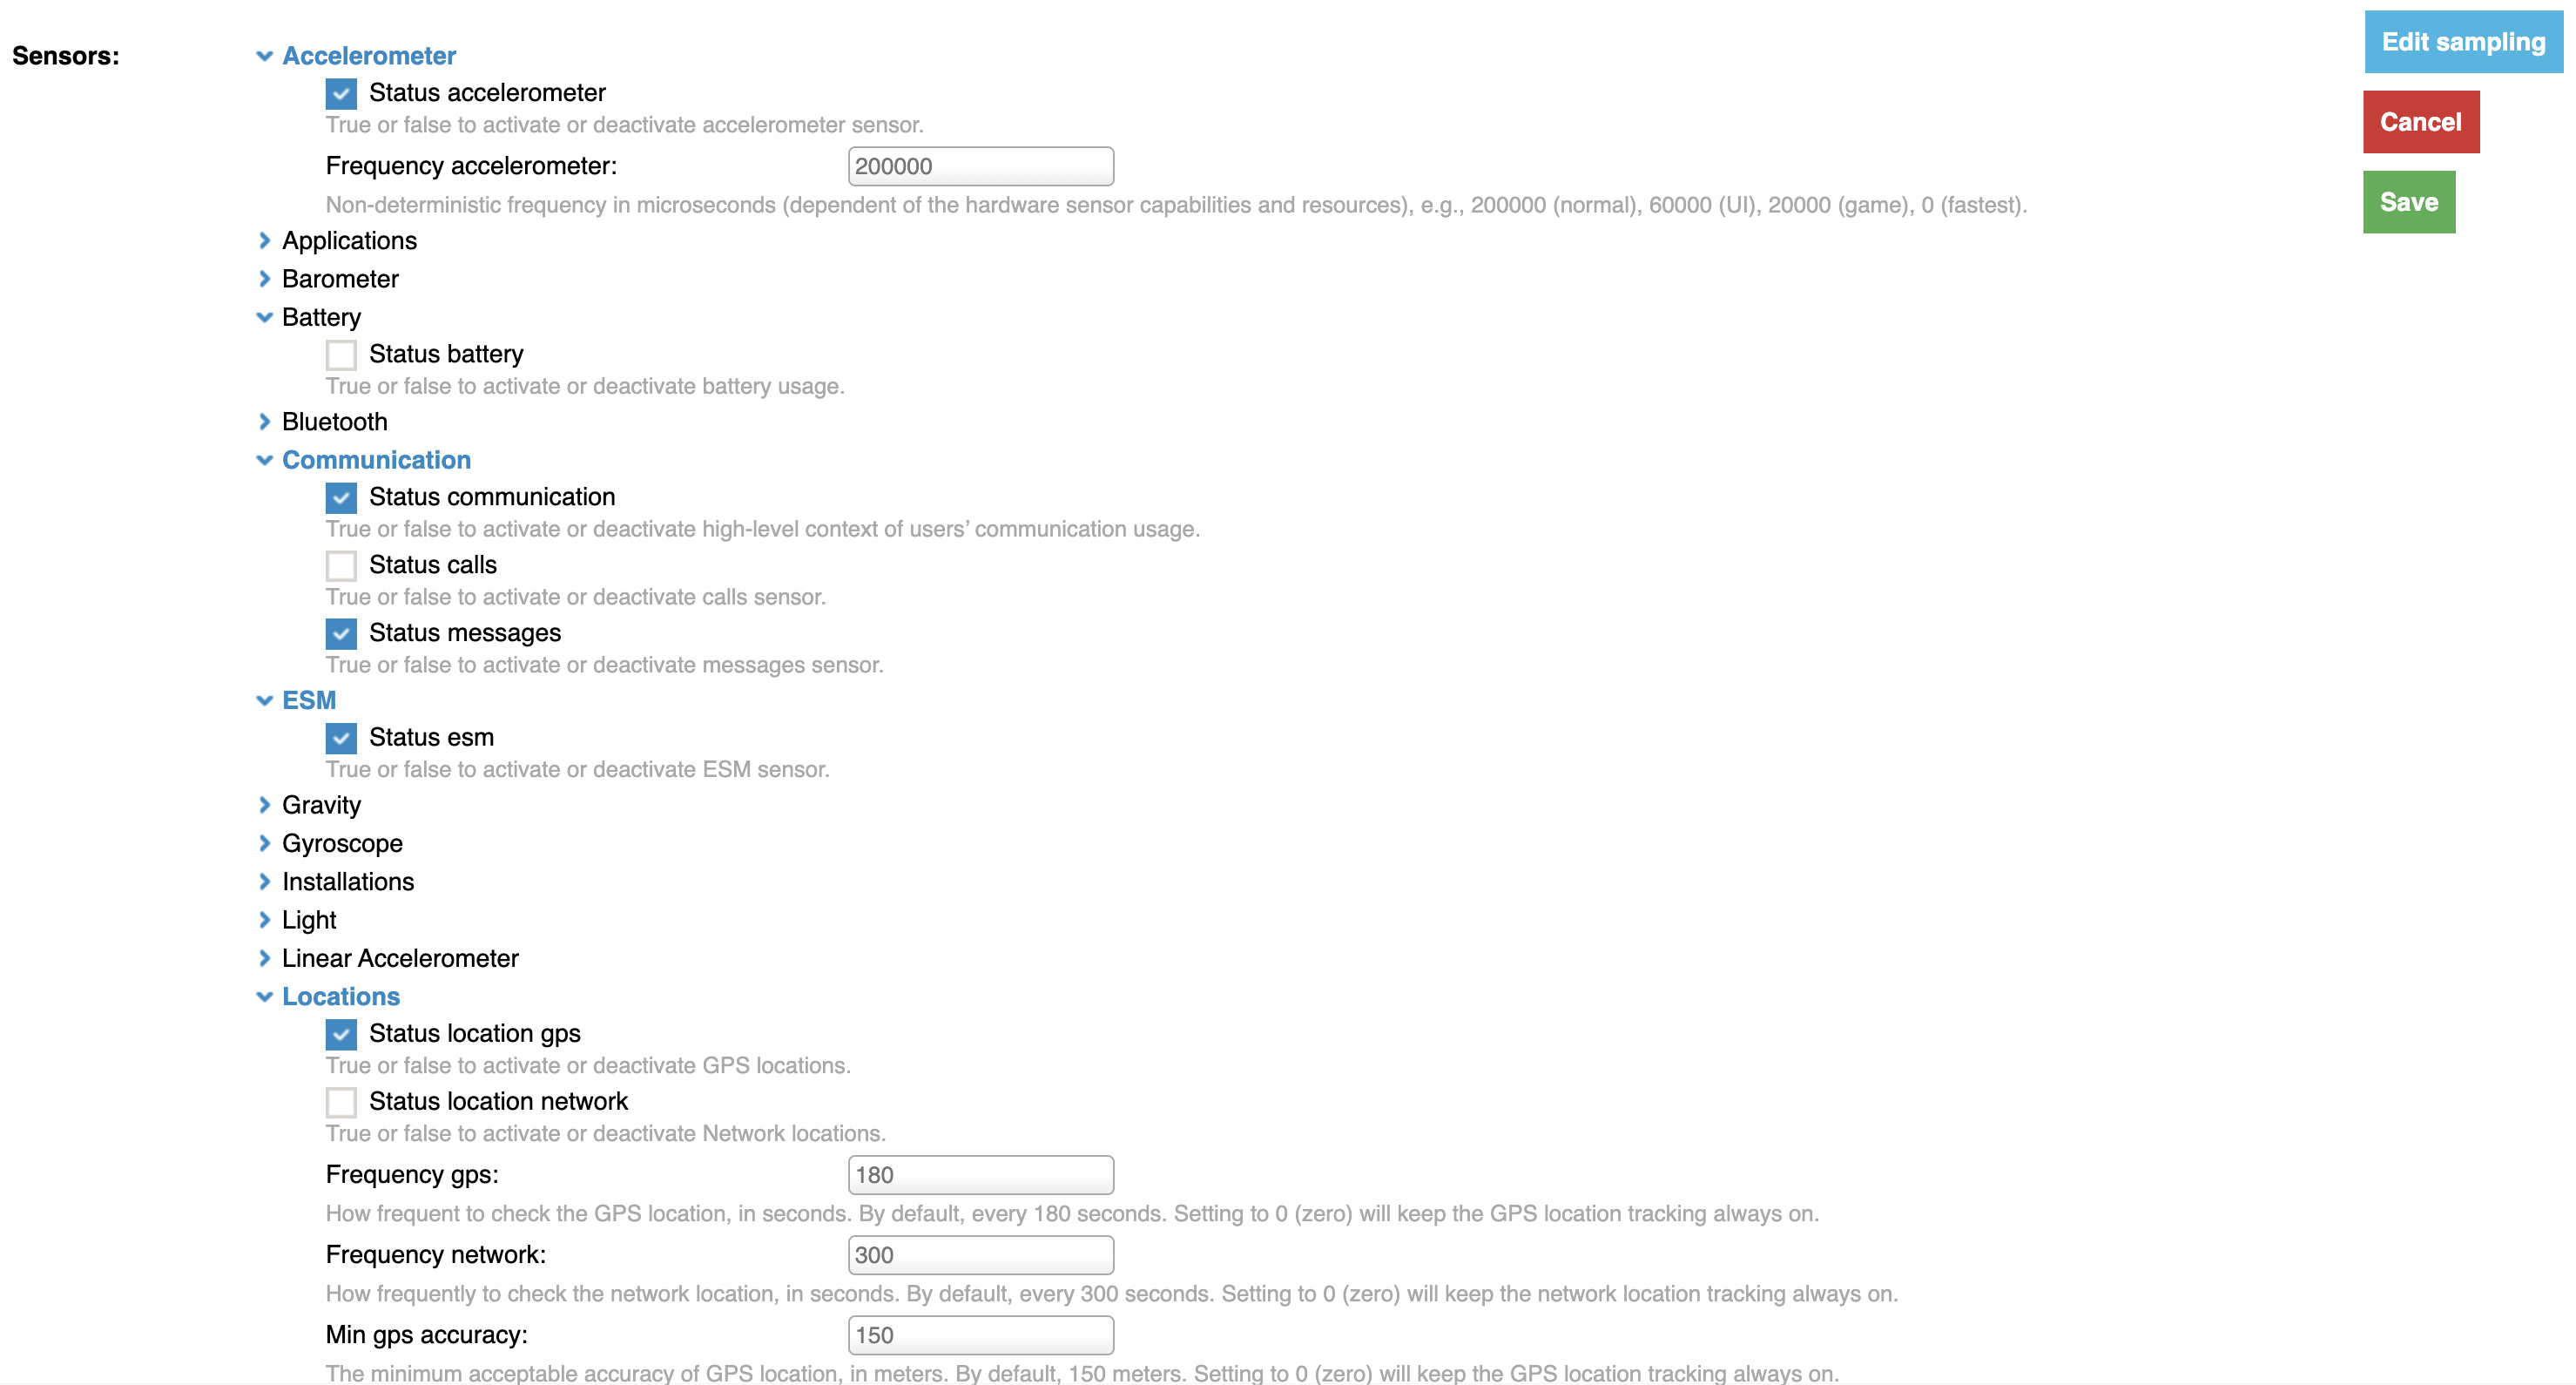 Sensors:
Accelerometer
Edit sampling
Status accelerometer
True or false to activate or deactivate accelerometer sensor.
Cancel
Frequency accelerometer: 200000
Non-deterministic frequency in microseconds (dependent of the hardware sensor capabilities and resources), e.g., 200000 (normal), 60000 (UI), 20000 (game), 0 (fastest).
Save
Applications
Barometer
Battery
Status battery
True or false to activate or deactivate battery usage.
Bluetooth
Communication
Status communication
True or false to activate or deactivate high-level context of users’ communication usage.
Status calls
True or false to activate or deactivate calls sensor.
Status messages
True or false to activate or deactivate messages sensor.
ESM
Status esm
True or false to activate or deactivate ESM sensor.
Gravity
Gyroscope
Installations
Light
Linear Accelerometer
Locations
Status location gps
True or false to activate or deactivate GPS locations.
Status location network
True or false to activate or deactivate Network locations.
Frequency gps: 180
How frequent to check the GPS location, in seconds. By default, every 180 seconds. Setting to 0 (zero) will keep the GPS location tracking always on.
Frequency network: 300
How frequently to check the network location, in seconds. By default, every 300 seconds. Setting to 0 (zero) will keep the network location tracking always on.
Min gps accuracy: 150
The minimum acceptable accuracy of GPS location, in meters. By default, 150 meters. Setting to 0 (zero) will keep the GPS location tracking always on.